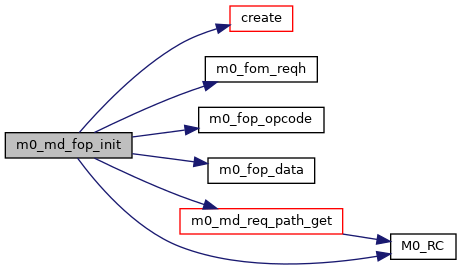 create
m0_fom_reqh
m0_fop_opcode
m0_md_fop_init
m0_fop_data
m0_md_req_path_get
M0_RC